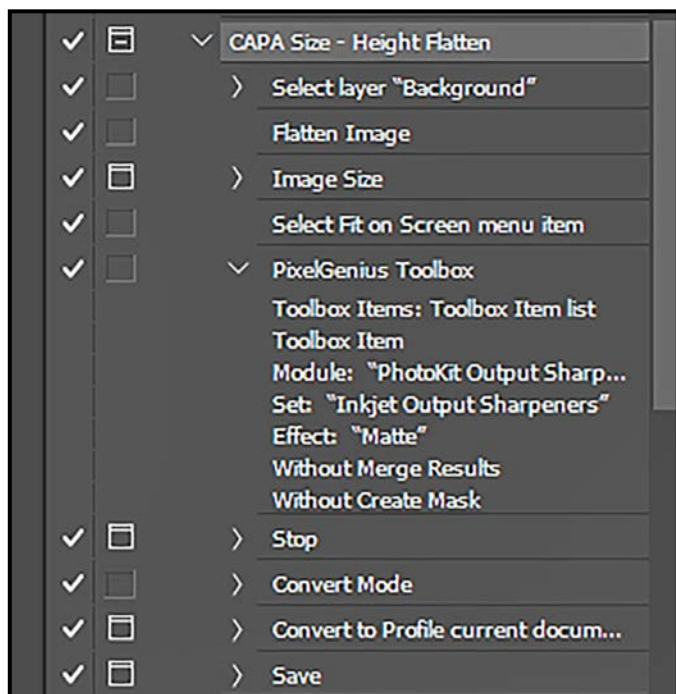 CAPA Size - Height Flatten
Select layer “Background”
Flatten Image
Image Size
Select Fit on Screen menu item
PixelGenius Toolbox
Toolbox Items: Toolbox Item list
Toolbox Item
Module: “PhotoKit Output Sharp...
Set: “Inkjet Output Sharpeners”
Effect: “Matte”
Without Merge Results
Without Create Mask
Stop
Convert Mode
Convert to Profile current docum...
Save